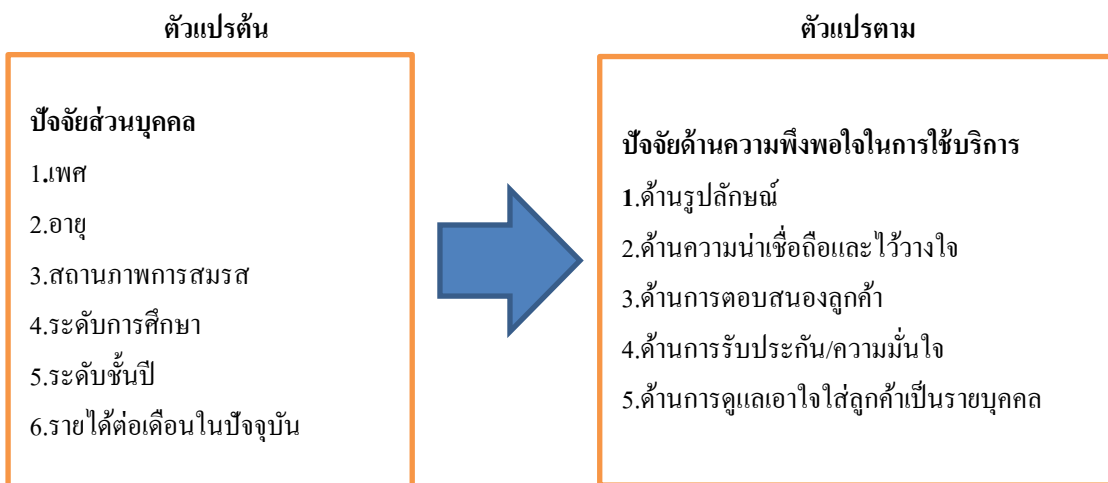 ตัวแปรต้น
ปัจจัยส่วนบุคคล
1.เพศ
2.อายุ
3.สถานภาพการสมรส
4.ระดับการศึกษา
5.ระดับชั้นปี
6.รายได้ต่อเดือนในปัจจุบัน
ตัวแปรตาม
ปัจจัยด้านความพึงพอใจในการใช้บริการ
1.ด้านรูปลักษณ์
2.ด้านความน่าเชื่อถือและไว้วางใจ
3.ด้านการตอบสนองลูกค้า
4.ด้านการรับประกัน/ความมั่นใจ
5.ด้านการดูแลเอาใจใส่ลูกค้าเป็นรายบุคคล